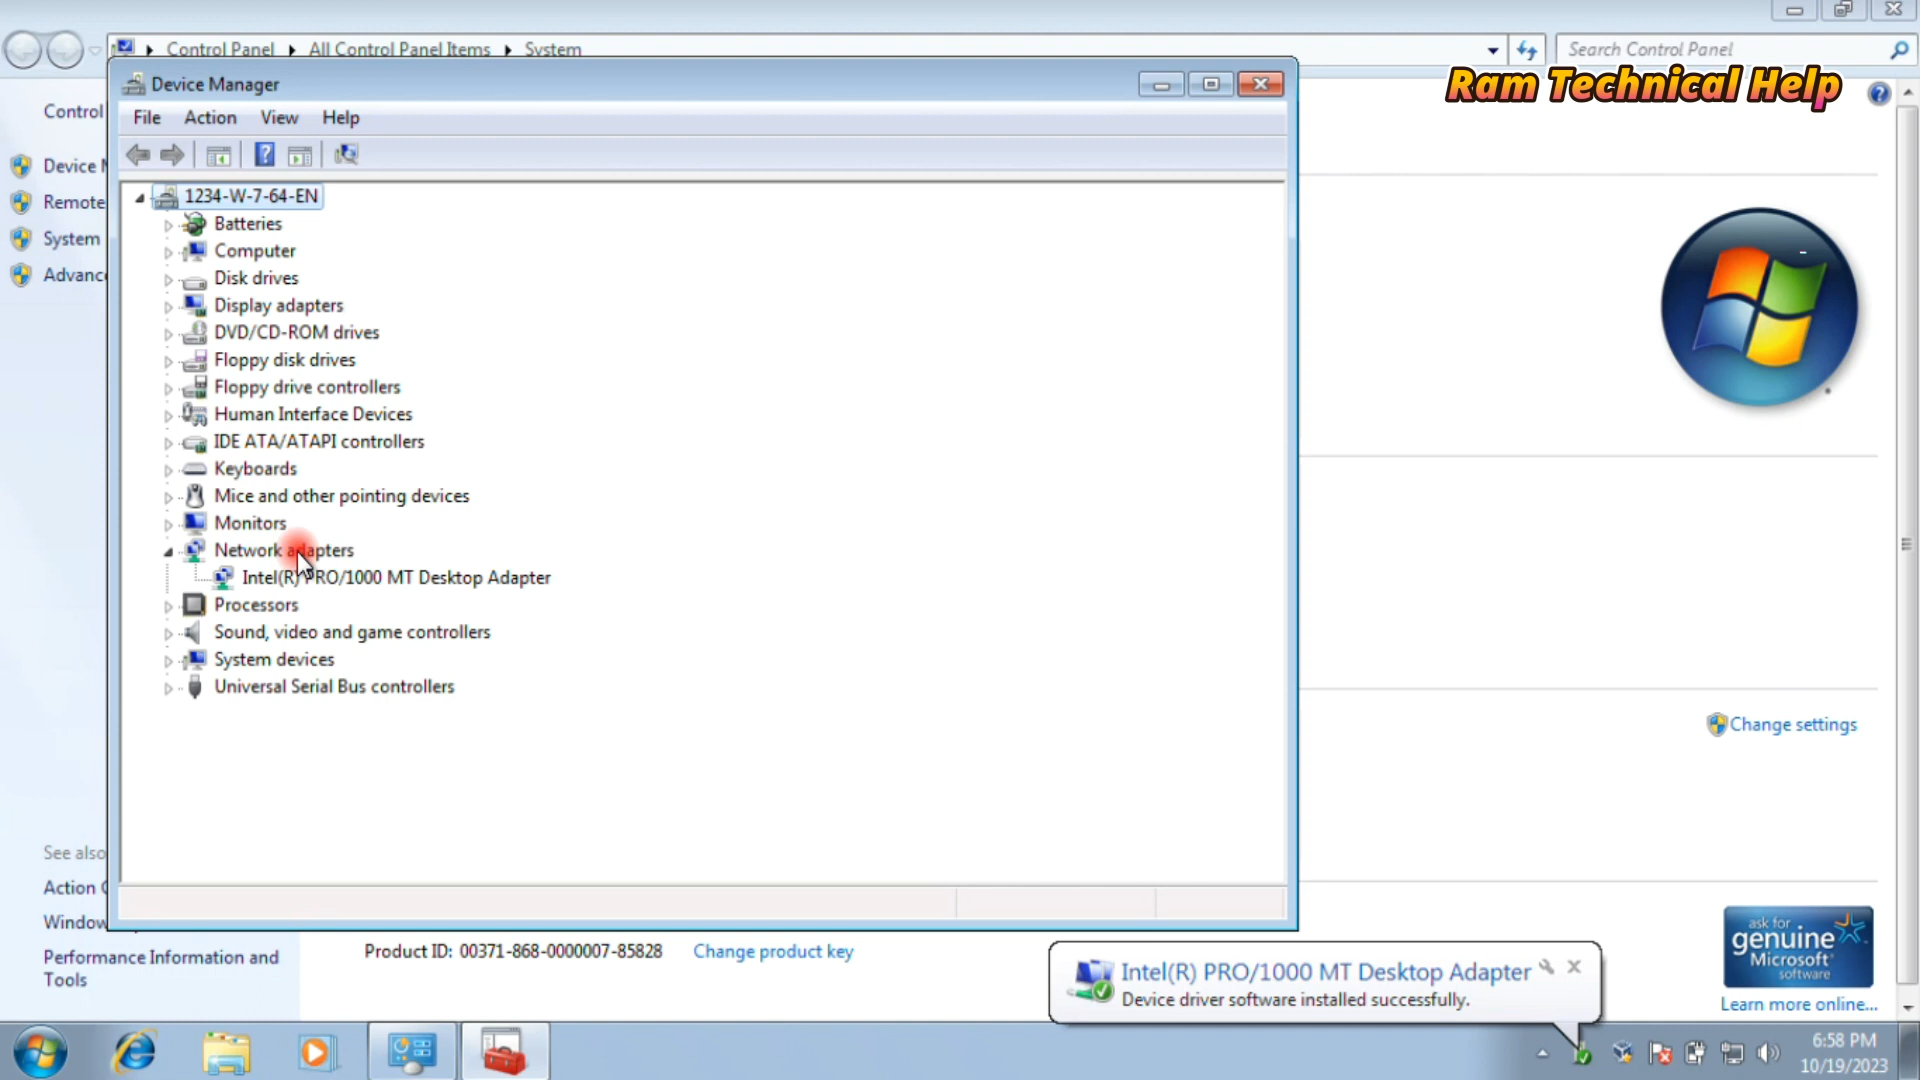 Control Panel
All Control Panel Items
System
Search Control Panel
Ram Technical Help
Control
Device M
Remote
System
Advanc
Device Manager
File Action View Help
1234-W-7-64-EN
Batteries
Computer
Disk drives
Display adapters
DVD/CD-ROM drives
Floppy disk drives
Floppy drive controllers
Human Interface Devices
IDE ATA/ATAPI controllers
Keyboards
Mice and other pointing devices
Monitors
Network adapters
Intel(R) PRO/1000 MT Desktop Adapter
Processors
Sound, video and game controllers
System devices
Universal Serial Bus controllers
Change settings
See also
Action C
Window
Performance Information and
Tools
Product ID: 00371-868-0000007-85828
Change product key
ask for
genuine
Microsoft
software
Learn more online...
Intel(R) PRO/1000 MT Desktop Adapter
Device driver software installed successfully.
6:58 PM
10/19/2023